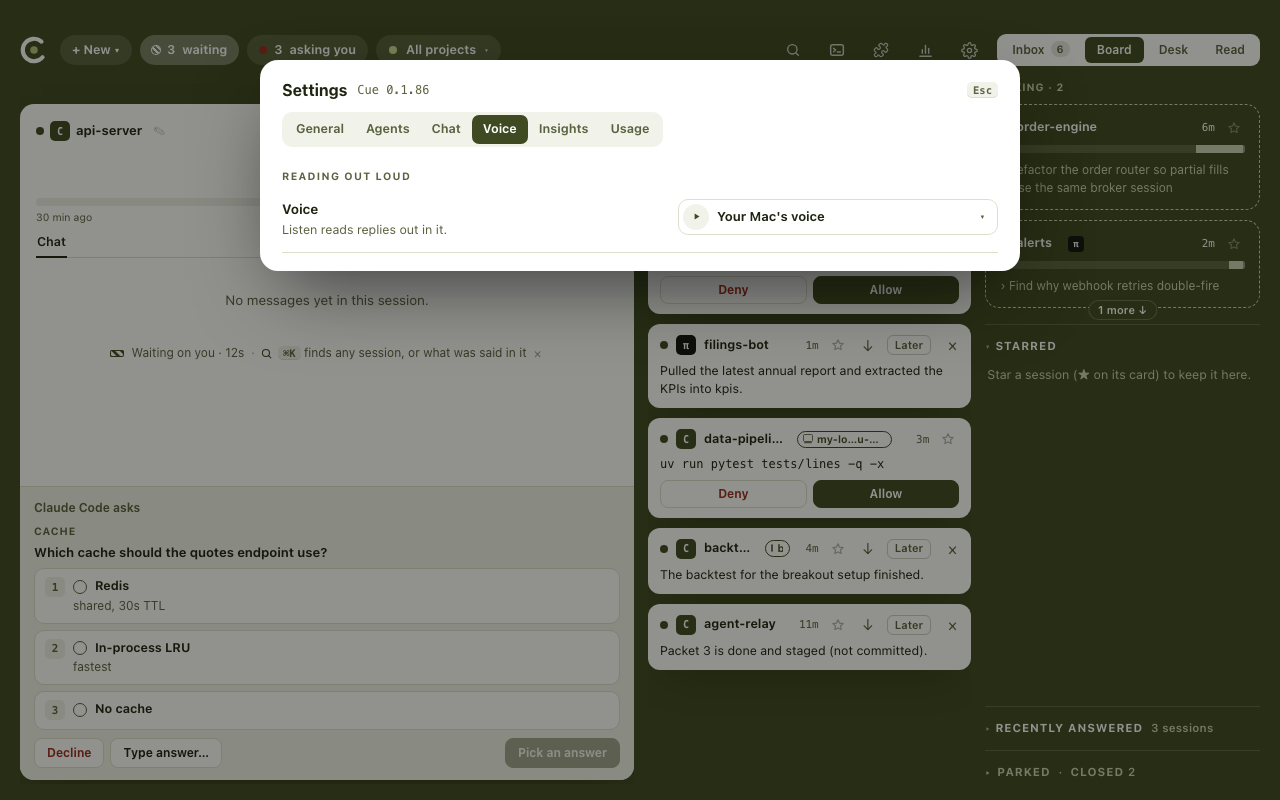 + New
3 waiting
3 asking you
All projects
Inbox 6
Board
Desk
Read
Settings Cue 0.1.86
Esc
General
Agents
Chat
Voice
Insights
Usage
READING OUT LOUD
Voice
Listen reads replies out in it.
Your Mac's voice
C api-server
30 min ago
Chat
No messages yet in this session.
Waiting on you · 12s · ⌘K finds any session, or what was said in it ×
Claude Code asks
CACHE
Which cache should the quotes endpoint use?
1 Redis
shared, 30s TTL
2 In-process LRU
fastest
3 No cache
Decline
Type answer...
Pick an answer
Deny
Allow
π filings-bot 1m Later ×
Pulled the latest annual report and extracted the
KPIs into kpis.
C data-pipeli... my-lo...u-... 3m
uv run pytest tests/lines -q -x
Deny
Allow
C backt... 4m Later ×
The backtest for the breakout setup finished.
C agent-relay 11m Later ×
Packet 3 is done and staged (not committed).
ING · 2
order-engine 6m
efactor the order router so partial fills
se the same broker session
alerts π 2m
› Find why webhook retries double-fire
1 more ↓
STARRED
Star a session (★ on its card) to keep it here.
RECENTLY ANSWERED 3 sessions
PARKED · CLOSED 2